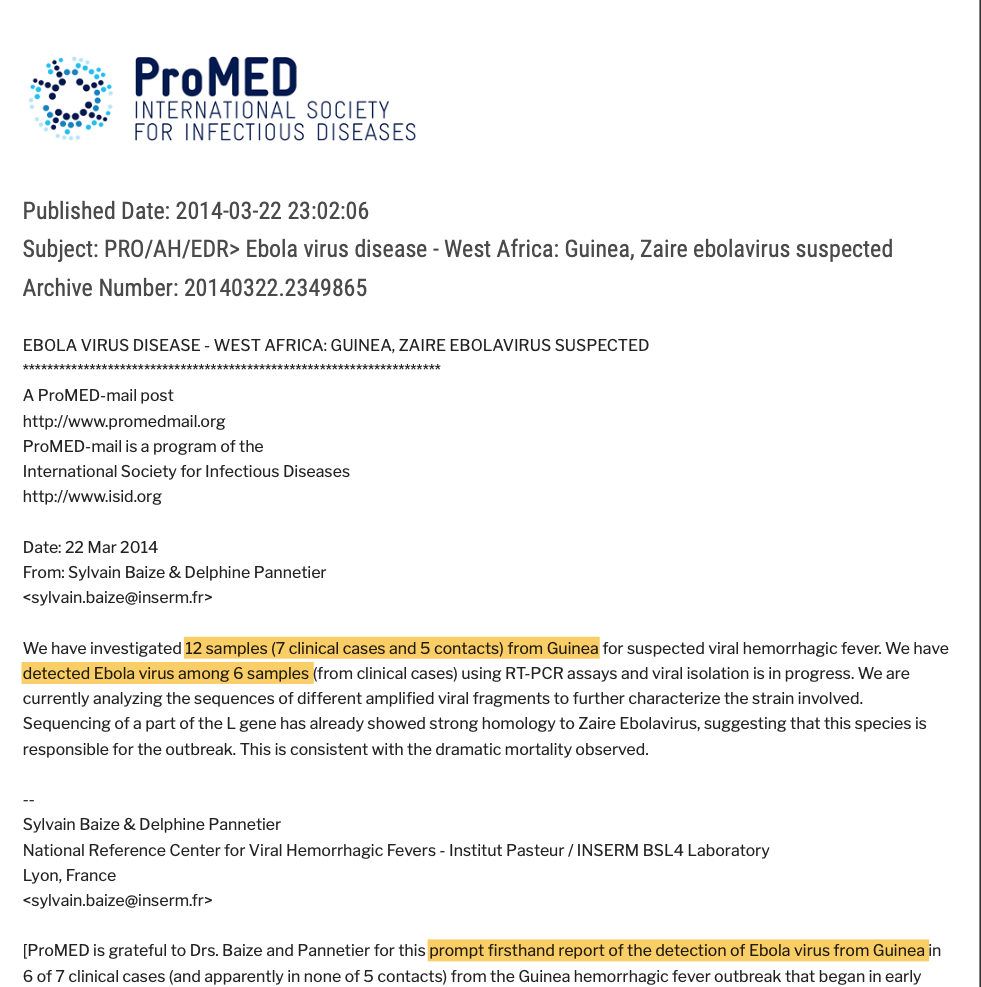 ProMED
INTERNATIONAL SOCIETY
FOR INFECTIOUS DISEASES
Published Date: 2014-03-22 23:02:06
Subject: PRO/AH/EDR> Ebola virus disease - West Africa: Guinea, Zaire ebolavirus suspected
Archive Number: 20140322.2349865
EBOLA VIRUS DISEASE - WEST AFRICA: GUINEA, ZAIRE EBOLAVIRUS SUSPECTED
*********************************************************************
A ProMED-mail post
http://www.promedmail.org
ProMED-mail is a program of the
International Society for Infectious Diseases
http://www.isid.org
Date: 22 Mar 2014
From: Sylvain Baize & Delphine Pannetier
<sylvain.baize@inserm.fr>
We have investigated 12 samples (7 clinical cases and 5 contacts) from Guinea for suspected viral hemorrhagic fever. We have
detected Ebola virus among 6 samples (from clinical cases) using RT-PCR assays and viral isolation is in progress. We are
currently analyzing the sequences of different amplified viral fragments to further characterize the strain involved.
Sequencing of a part of the L gene has already showed strong homology to Zaire Ebolavirus, suggesting that this species is
responsible for the outbreak. This is consistent with the dramatic mortality observed.
--
Sylvain Baize & Delphine Pannetier
National Reference Center for Viral Hemorrhagic Fevers - Institut Pasteur / INSERM BSL4 Laboratory
Lyon, France
<sylvain.baize@inserm.fr>
[ProMED is grateful to Drs. Baize and Pannetier for this prompt firsthand report of the detection of Ebola virus from Guinea in
6 of 7 clinical cases (and apparently in none of 5 contacts) from the Guinea hemorrhagic fever outbreak that began in early